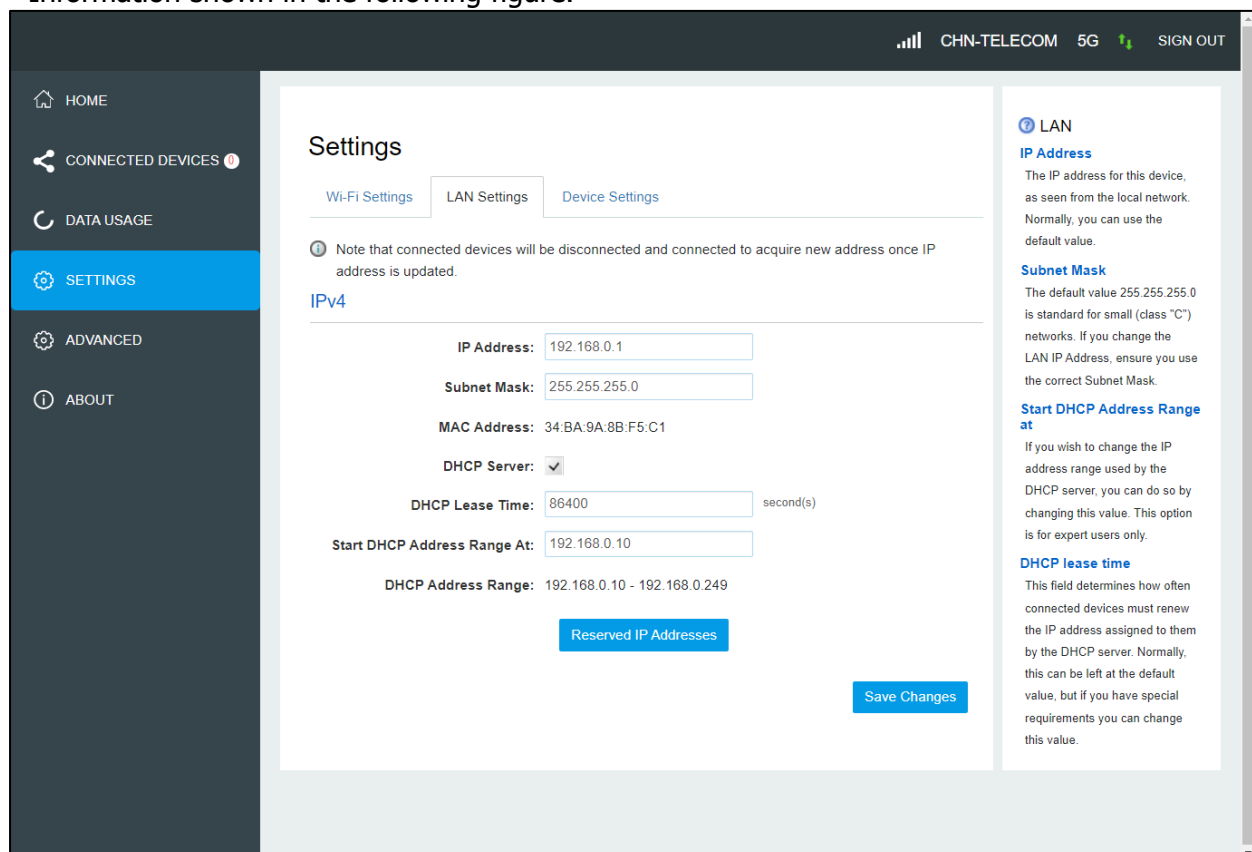 Information shown in the following figure.
CHN-TELECOM 5G SIGN OUT
HOME
CONNECTED DEVICES 0
DATA USAGE
SETTINGS
ADVANCED
ABOUT
Settings
Wi-Fi Settings LAN Settings Device Settings
Note that connected devices will be disconnected and connected to acquire new address once IP
address is updated.
IPv4
IP Address: 192.168.0.1
Subnet Mask: 255.255.255.0
MAC Address: 34:BA:9A:8B:F5:C1
DHCP Server:
DHCP Lease Time: 86400 second(s)
Start DHCP Address Range At: 192.168.0.10
DHCP Address Range: 192.168.0.10 - 192.168.0.249
Reserved IP Addresses
Save Changes
LAN
IP Address
The IP address for this device,
as seen from the local network.
Normally, you can use the
default value.
Subnet Mask
The default value 255.255.255.0
is standard for small (class "C")
networks. If you change the
LAN IP Address, ensure you use
the correct Subnet Mask.
Start DHCP Address Range
at
If you wish to change the IP
address range used by the
DHCP server, you can do so by
changing this value. This option
is for expert users only.
DHCP lease time
This field determines how often
connected devices must renew
the IP address assigned to them
by the DHCP server. Normally,
this can be left at the default
value, but if you have special
requirements you can change
this value.